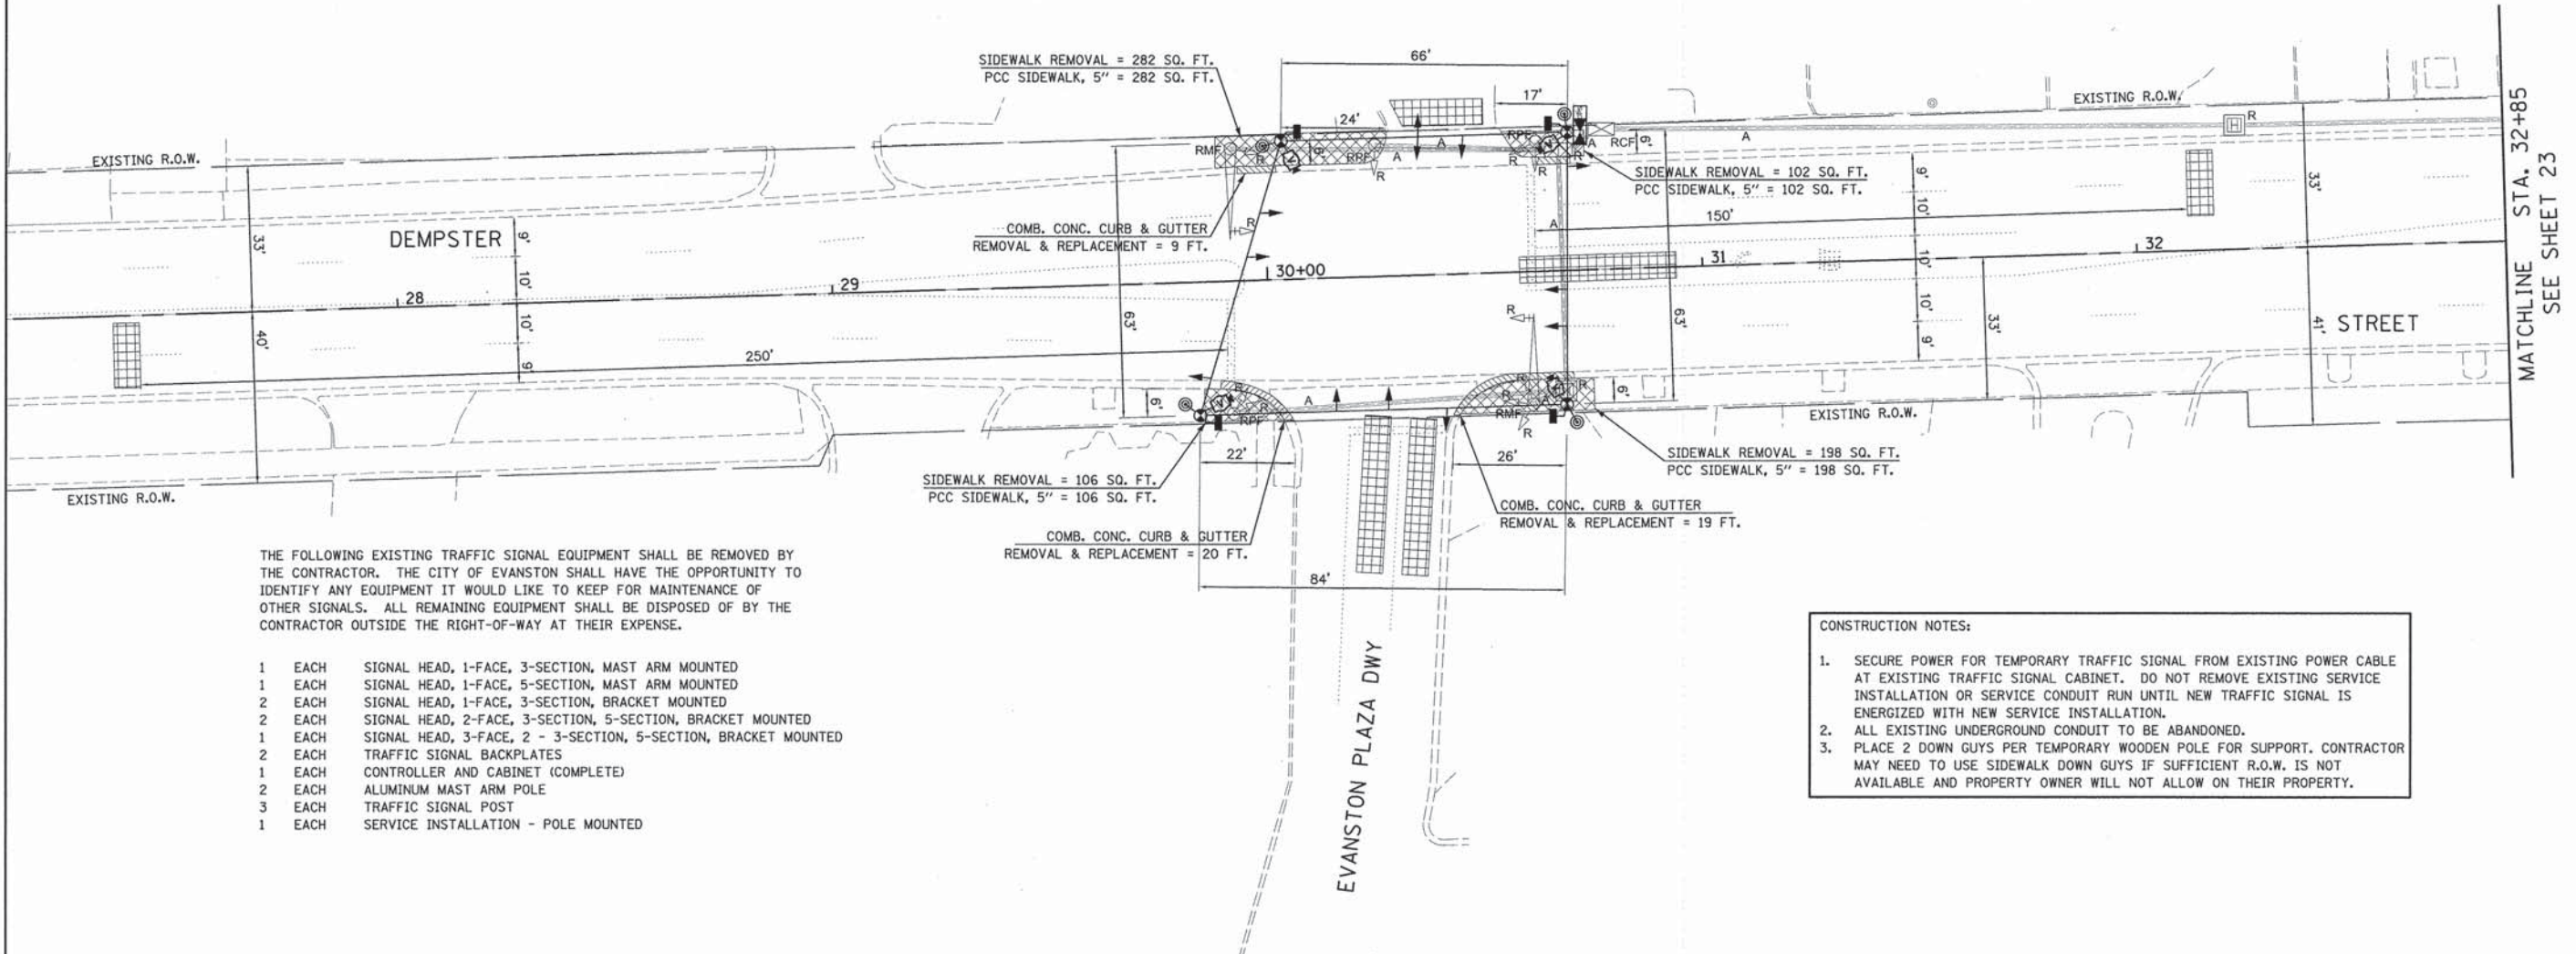 SIDEWALK REMOVAL = 282 SQ. FT.
PCC SIDEWALK, 5" = 282 SQ. FT.
66'
24'
17'
EXISTING R.O.W.
EXISTING R.O.W.
MATCHLINE STA. 32+85
SEE SHEET 23
RMF
R
6'
RPF
R
A
A
RPF
R
R
R
A
RCF
6'
A
H
R
SIDEWALK REMOVAL = 102 SQ. FT.
PCC SIDEWALK, 5" = 102 SQ. FT.
COMB. CONC. CURB & GUTTER
REMOVAL & REPLACEMENT = 9 FT.
R
A
150'
9'
10'
10'
10'
9'
33'
33'
41'
DEMPSTER
33'
40'
9'
10'
10'
9'
28
29
30+00
31
32
63'
63'
250'
R
STREET
6'
R
R
RPF
A
R
R
A
RMF
R
R
6'
EXISTING R.O.W.
EXISTING R.O.W.
22'
26'
84'
SIDEWALK REMOVAL = 106 SQ. FT.
PCC SIDEWALK, 5" = 106 SQ. FT.
SIDEWALK REMOVAL = 198 SQ. FT.
PCC SIDEWALK, 5" = 198 SQ. FT.
COMB. CONC. CURB & GUTTER
REMOVAL & REPLACEMENT = 20 FT.
COMB. CONC. CURB & GUTTER
REMOVAL & REPLACEMENT = 19 FT.
EVANSTON PLAZA DWY
THE FOLLOWING EXISTING TRAFFIC SIGNAL EQUIPMENT SHALL BE REMOVED BY
THE CONTRACTOR. THE CITY OF EVANSTON SHALL HAVE THE OPPORTUNITY TO
IDENTIFY ANY EQUIPMENT IT WOULD LIKE TO KEEP FOR MAINTENANCE OF
OTHER SIGNALS. ALL REMAINING EQUIPMENT SHALL BE DISPOSED OF BY THE
CONTRACTOR OUTSIDE THE RIGHT-OF-WAY AT THEIR EXPENSE.
1 EACH SIGNAL HEAD, 1-FACE, 3-SECTION, MAST ARM MOUNTED
1 EACH SIGNAL HEAD, 1-FACE, 5-SECTION, MAST ARM MOUNTED
2 EACH SIGNAL HEAD, 1-FACE, 3-SECTION, BRACKET MOUNTED
2 EACH SIGNAL HEAD, 2-FACE, 3-SECTION, 5-SECTION, BRACKET MOUNTED
1 EACH SIGNAL HEAD, 3-FACE, 2 - 3-SECTION, 5-SECTION, BRACKET MOUNTED
2 EACH TRAFFIC SIGNAL BACKPLATES
1 EACH CONTROLLER AND CABINET (COMPLETE)
2 EACH ALUMINUM MAST ARM POLE
3 EACH TRAFFIC SIGNAL POST
1 EACH SERVICE INSTALLATION - POLE MOUNTED
CONSTRUCTION NOTES:
1. SECURE POWER FOR TEMPORARY TRAFFIC SIGNAL FROM EXISTING POWER CABLE
AT EXISTING TRAFFIC SIGNAL CABINET. DO NOT REMOVE EXISTING SERVICE
INSTALLATION OR SERVICE CONDUIT RUN UNTIL NEW TRAFFIC SIGNAL IS
ENERGIZED WITH NEW SERVICE INSTALLATION.
2. ALL EXISTING UNDERGROUND CONDUIT TO BE ABANDONED.
3. PLACE 2 DOWN GUYS PER TEMPORARY WOODEN POLE FOR SUPPORT. CONTRACTOR
MAY NEED TO USE SIDEWALK DOWN GUYS IF SUFFICIENT R.O.W. IS NOT
AVAILABLE AND PROPERTY OWNER WILL NOT ALLOW ON THEIR PROPERTY.